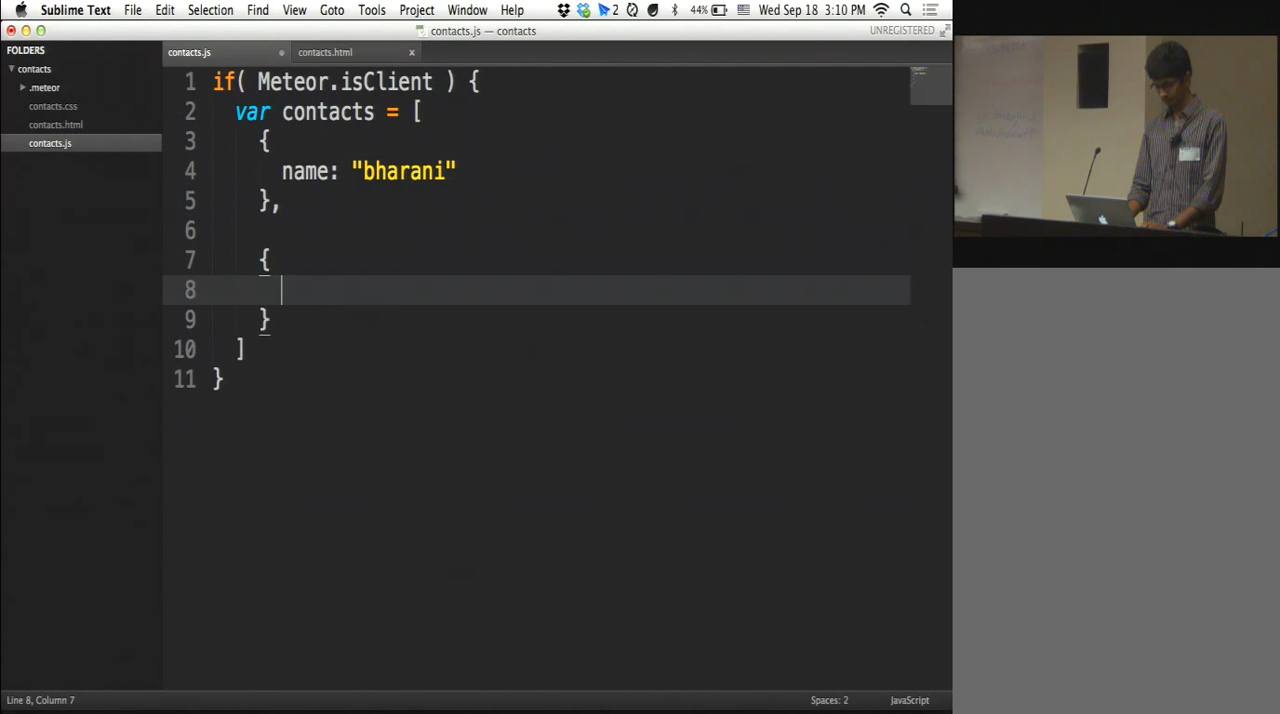 Sublime Text File Edit Selection Find View Goto Tools Project Window Help 2 44% Wed Sep 18 3:10 PM
contacts.js — contacts UNREGISTERED
FOLDERS
contacts
.meteor
contacts.css
contacts.html
contacts.js
contacts.js contacts.html x
1 if( Meteor.isClient ) {
2 var contacts = [
3 {
4 name: "bharani"
5 },
6
7 {
8
9 }
10 ]
11 }
Line 8, Column 7 Spaces: 2 JavaScript